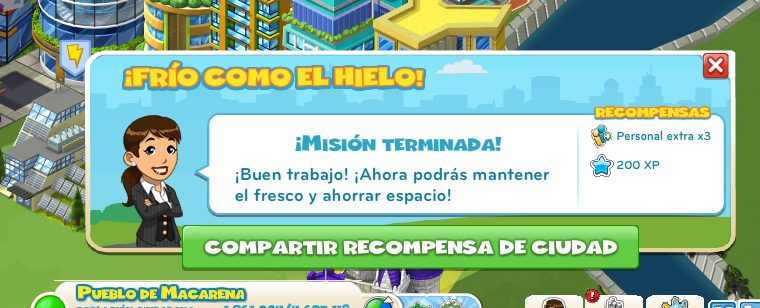 ¡FRÍO COMO EL HIELO!
RECOMPENSAS
¡MISIÓN TERMINADA!
Personal extra x3
200 XP
¡Buen trabajo! ¡Ahora podrás mantener
el fresco y ahorrar espacio!
COMPARTIR RECOMPENSA DE CIUDAD
PUEBLO DE MACARENA